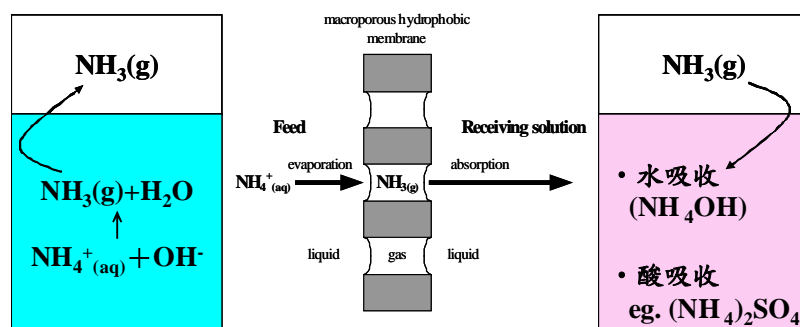 NH₃(g)
NH₃(g)+H₂O
NH₄⁺(aq)+OH⁻
macroporous hydrophobic
membrane
Feed
Receiving solution
evaporation
absorption
NH₄⁺(aq)
NH₃(g)
liquid
gas
liquid
NH₃(g)
・水吸收
(NH₄OH)
・酸吸收
eg. (NH₄)₂SO₄